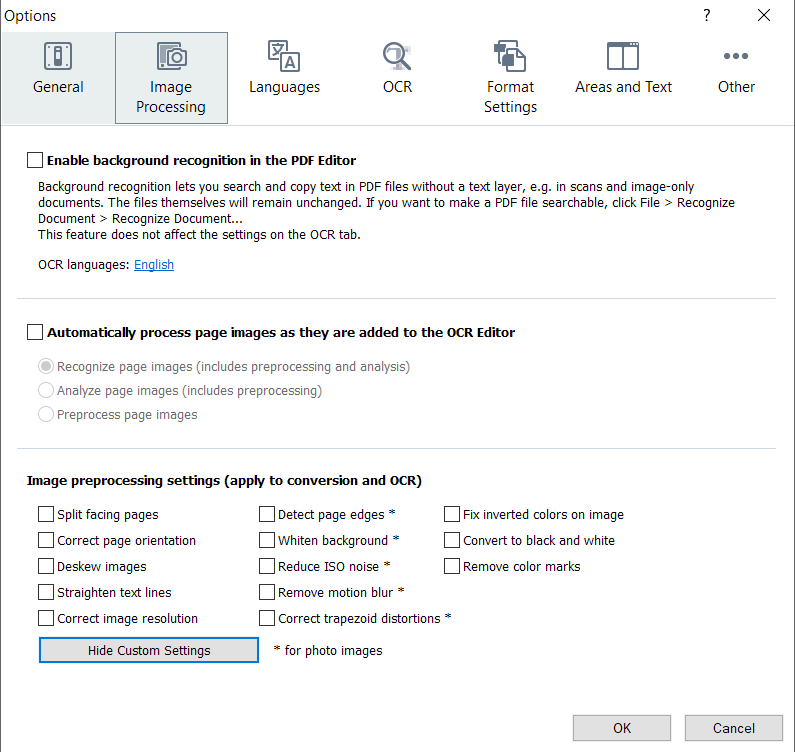 Options
?
General
Image
Processing
Languages
OCR
Format
Settings
Areas and Text
Other
Enable background recognition in the PDF Editor
Background recognition lets you search and copy text in PDF files without a text layer, e.g. in scans and image-only
documents. The files themselves will remain unchanged. If you want to make a PDF file searchable, click File > Recognize
Document > Recognize Document...
This feature does not affect the settings on the OCR tab.
OCR languages: English
Automatically process page images as they are added to the OCR Editor
Recognize page images (includes preprocessing and analysis)
Analyze page images (includes preprocessing)
Preprocess page images
Image preprocessing settings (apply to conversion and OCR)
Split facing pages
Detect page edges *
Fix inverted colors on image
Correct page orientation
Whiten background *
Convert to black and white
Deskew images
Reduce ISO noise *
Remove color marks
Straighten text lines
Remove motion blur *
Correct image resolution
Correct trapezoid distortions *
Hide Custom Settings
* for photo images
OK
Cancel